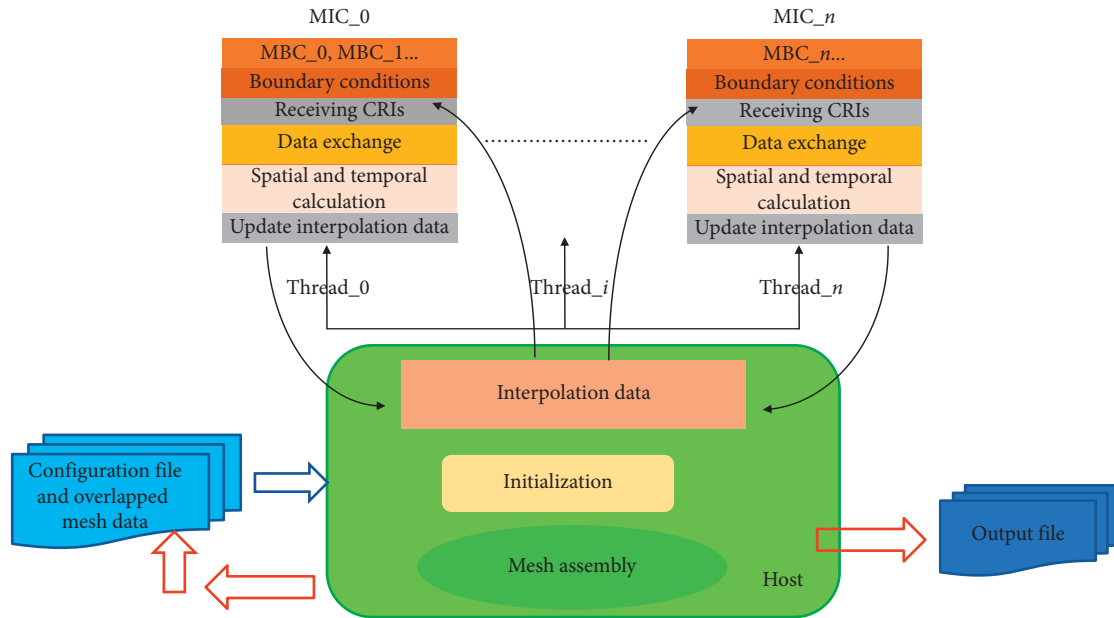 MIC_0
MIC_n
MBC_0, MBC_1...
Boundary conditions
Receiving CRIs
Data exchange
Spatial and temporal
calculation
Update interpolation data
MBC_n...
Boundary conditions
Receiving CRIs
Data exchange
Spatial and temporal
calculation
Update interpolation data
Thread_0
Thread_i
Thread_n
Interpolation data
Configuration file
and overlapped
mesh data
Initialization
Mesh assembly
Host
Output file